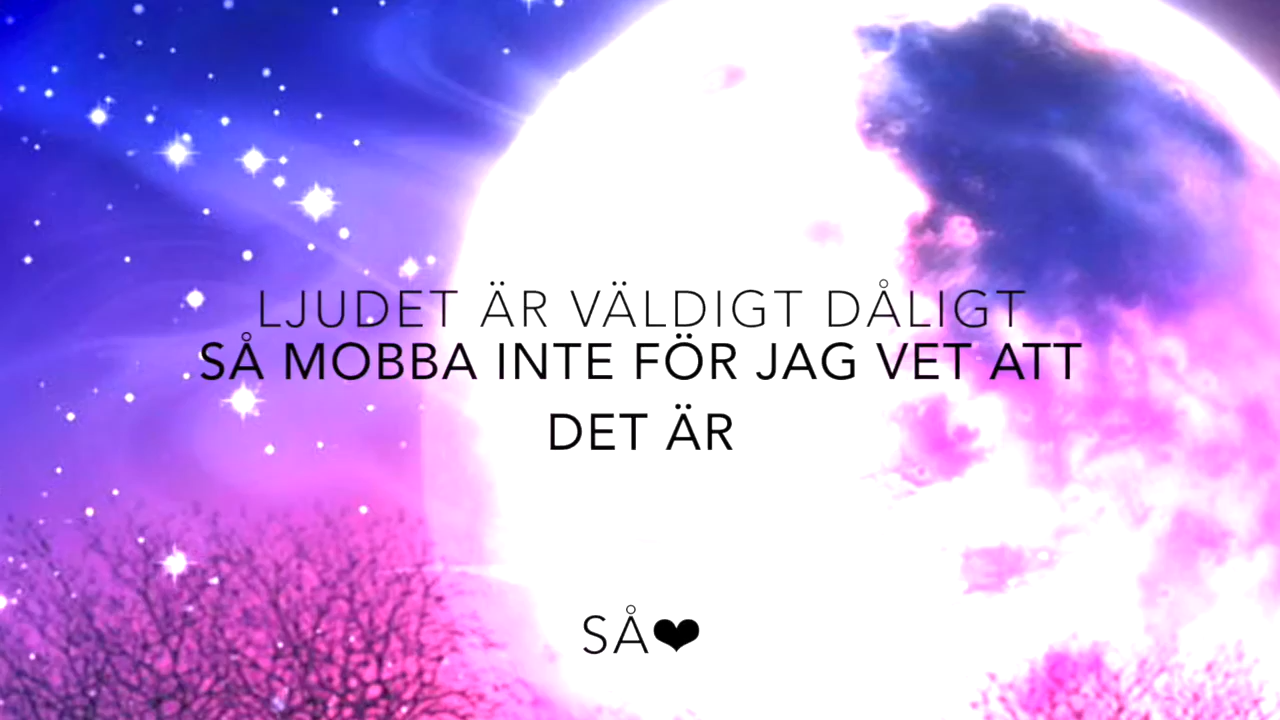 LJUDET ÄR VÄLDIGT DÅLIGT
SÅ MOBBA INTE FÖR JAG VET ATT
DET ÄR
SÅ❤